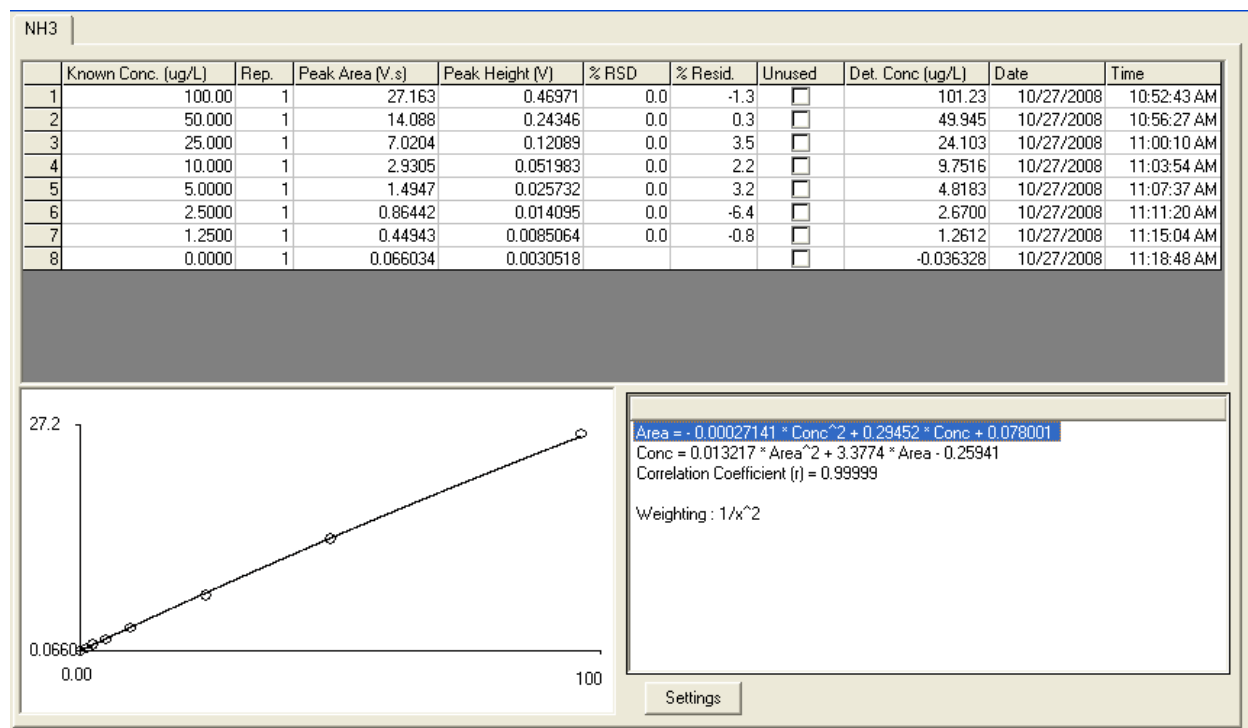 NH3
Known Conc. (ug/L) Rep. Peak Area (V.s) Peak Height (V) % RSD % Resid. Unused Det. Conc (ug/L) Date Time
1 100.00 1 27.163 0.46971 0.0 -1.3 101.23 10/27/2008 10:52:43 AM
2 50.000 1 14.088 0.24346 0.0 0.3 49.945 10/27/2008 10:56:27 AM
3 25.000 1 7.0204 0.12089 0.0 3.5 24.103 10/27/2008 11:00:10 AM
4 10.000 1 2.9305 0.051983 0.0 2.2 9.7516 10/27/2008 11:03:54 AM
5 5.0000 1 1.4947 0.025732 0.0 3.2 4.8183 10/27/2008 11:07:37 AM
6 2.5000 1 0.86442 0.014095 0.0 -6.4 2.6700 10/27/2008 11:11:20 AM
7 1.2500 1 0.44943 0.0085064 0.0 -0.8 1.2612 10/27/2008 11:15:04 AM
8 0.0000 1 0.066034 0.0030518 -0.036328 10/27/2008 11:18:48 AM
27.2
0.0660
0.00
100
Area = - 0.00027141 * Conc^2 + 0.29452 * Conc + 0.078001
Conc = 0.013217 * Area^2 + 3.3774 * Area - 0.25941
Correlation Coefficient (r) = 0.99999
Weighting : 1/x^2
Settings